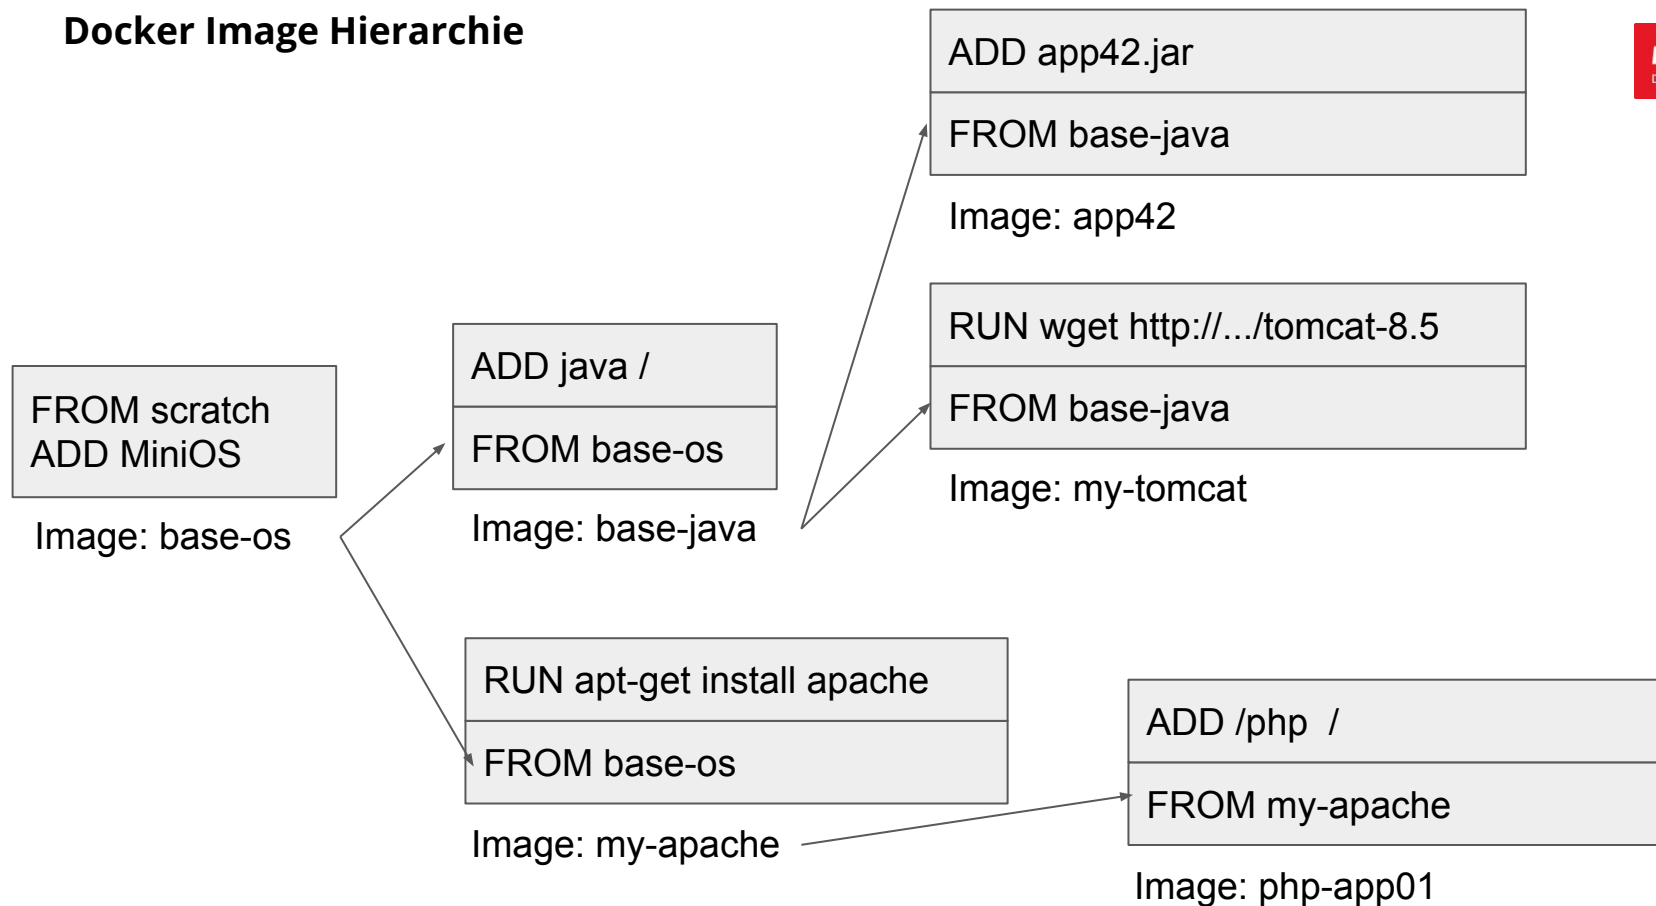 Docker Image Hierarchie
ADD app42.jar
FROM base-java
Image: app42
RUN wget http://.../tomcat-8.5
FROM base-java
Image: my-tomcat
ADD java /
FROM base-os
Image: base-java
FROM scratch
ADD MiniOS
Image: base-os
RUN apt-get install apache
FROM base-os
Image: my-apache
ADD /php /
FROM my-apache
Image: php-app01